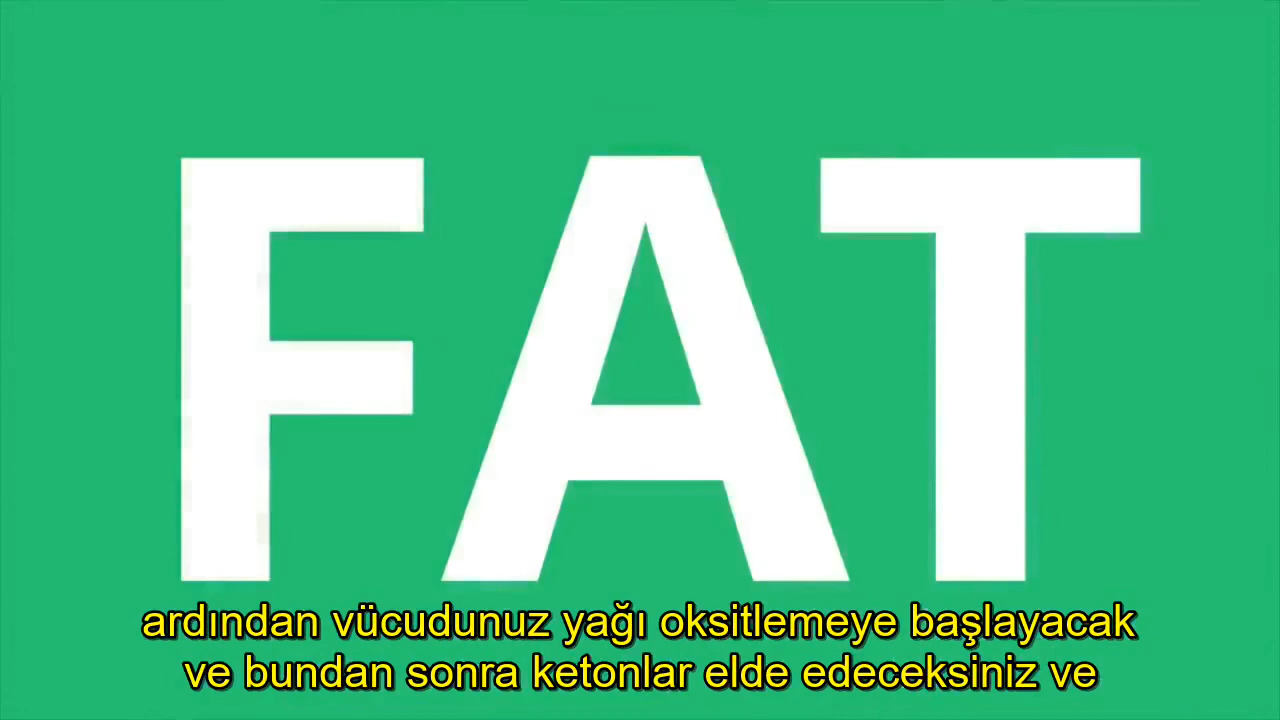 FAT
ardından vücudunuz yağı oksitlemeye başlayacak
ve bundan sonra ketonlar elde edeceksiniz ve